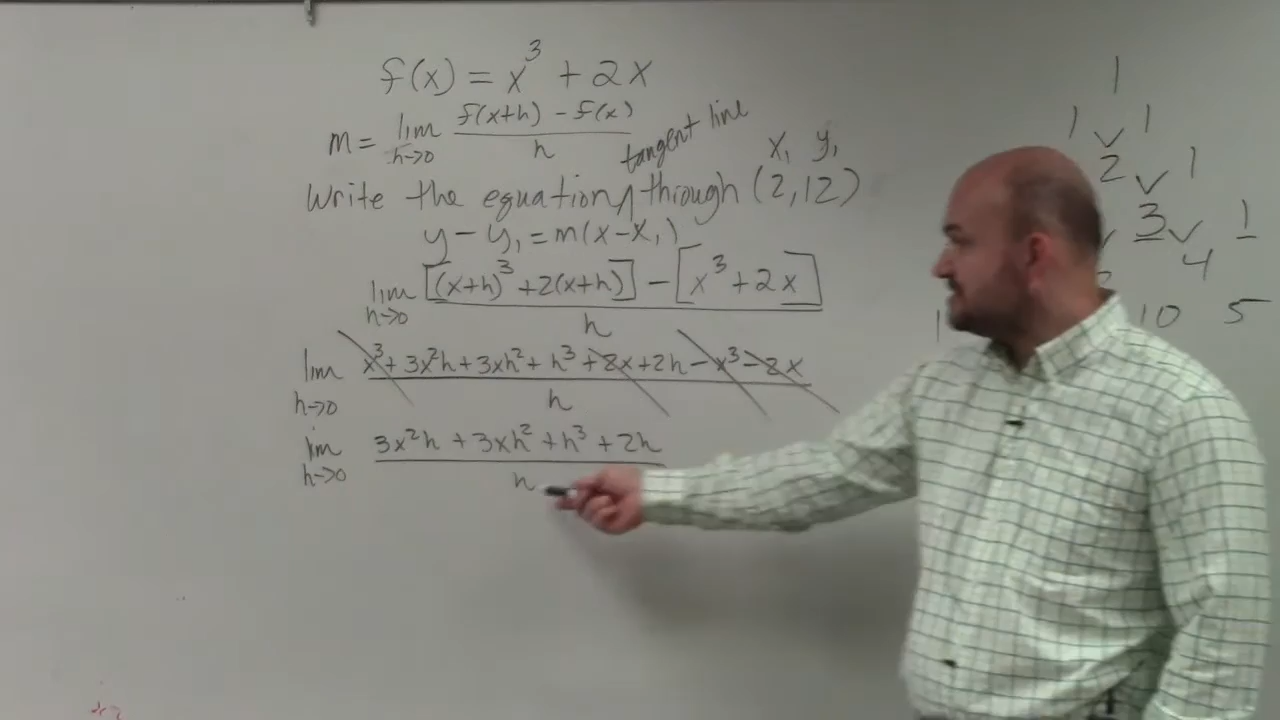 f(x) = x³ + 2x
m = lim h→0 f(x+h) - f(x) / h
tangent line
x₁ y₁
Write the equation through (2,12)
y - y₁ = m(x-x₁)
lim h→0 [(x+h)³ + 2(x+h)] - [x³ + 2x] / h
lim h→0 x³ + 3x²h + 3xh² + h³ + 2x + 2h - x³ - 2x / h
lim h→0 3x²h + 3xh² + h³ + 2h / h
1
1 1
2 1
3 1
4
1 10 5